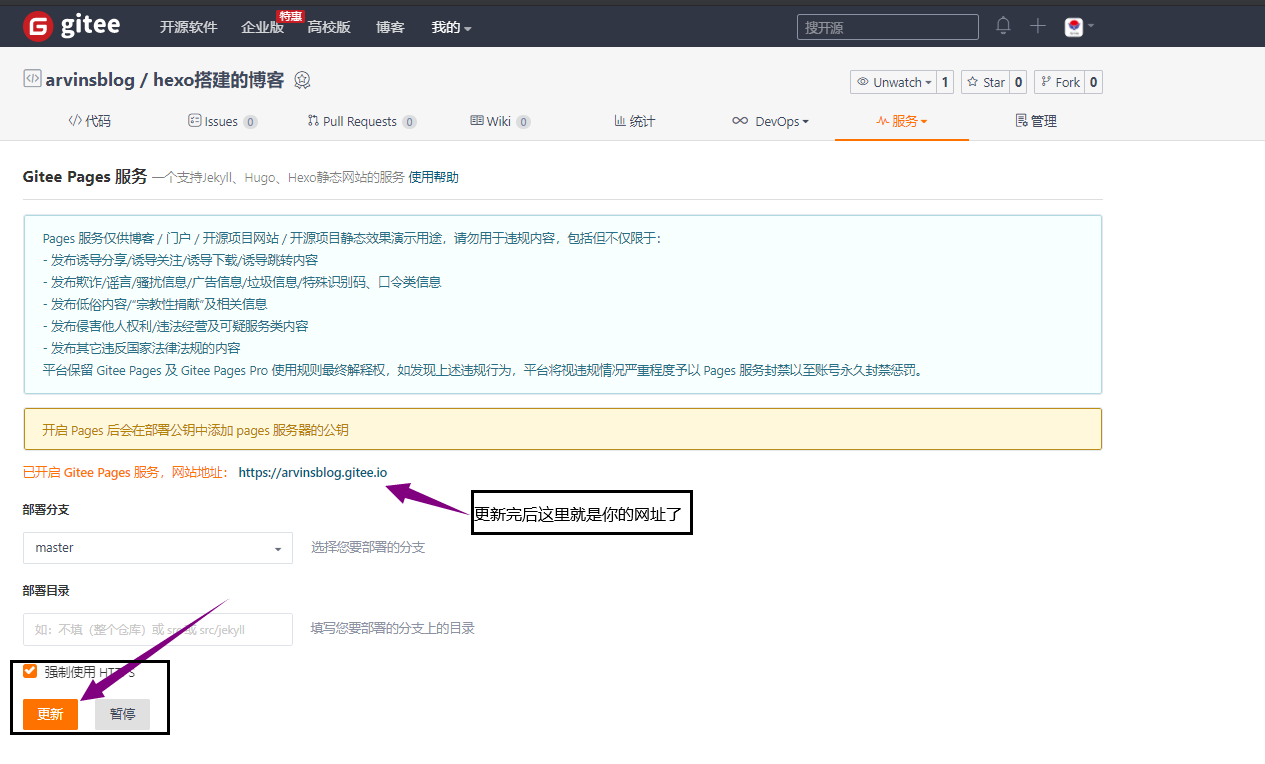 gitee 开源软件 企业版 特惠 高校版 博客 我的 搜开源
arvinsblog / hexo搭建的博客 Unwatch 1 Star 0 Fork 0
代码 Issues 0 Pull Requests 0 Wiki 0 统计 DevOps 服务 管理
Gitee Pages 服务 一个支持Jekyll、Hugo、Hexo静态网站的服务 使用帮助
Pages 服务仅供博客 / 门户 / 开源项目网站 / 开源项目静态效果演示用途，请勿用于违规内容，包括但不仅限于：
- 发布诱导分享/诱导关注/诱导下载/诱导跳转内容
- 发布欺诈/谣言/骚扰信息/广告信息/垃圾信息/特殊识别码、口令类信息
- 发布低俗内容/“宗教性捐献”及相关信息
- 发布侵害他人权利/违法经营及可疑服务类内容
- 发布其它违反国家法律法规的内容
平台保留 Gitee Pages 及 Gitee Pages Pro 使用规则最终解释权，如发现上述违规行为，平台将视违规情况严重程度予以 Pages 服务封禁以至账号永久封禁惩罚。
开启 Pages 后会在部署公钥中添加 pages 服务器的公钥
已开启 Gitee Pages 服务，网站地址： https://arvinsblog.gitee.io
更新完后这里就是你的网址了
部署分支
master 选择您要部署的分支
部署目录
如：不填（整个仓库）或 src 或 src/jekyll 填写您要部署的分支上的目录
强制使用 HTTPS
更新 暂停